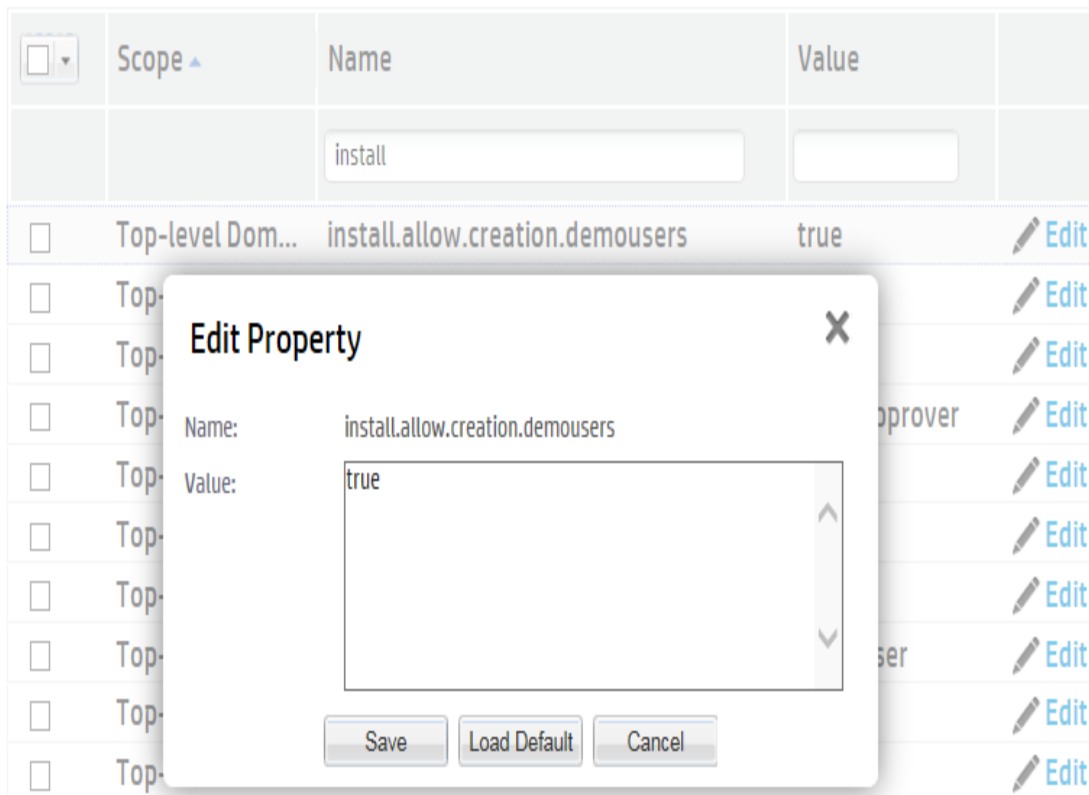 Scope Name Value
install
Top-level Dom... install.allow.creation.demousers true Edit
Top- Edit
Edit Property
Top- Edit
Top- pprover Edit
Name: install.allow.creation.demousers
Top- Edit
Value: true
Top- Edit
Top- Edit
Top- ser Edit
Top- Edit
Save Load Default Cancel
Top- Edit